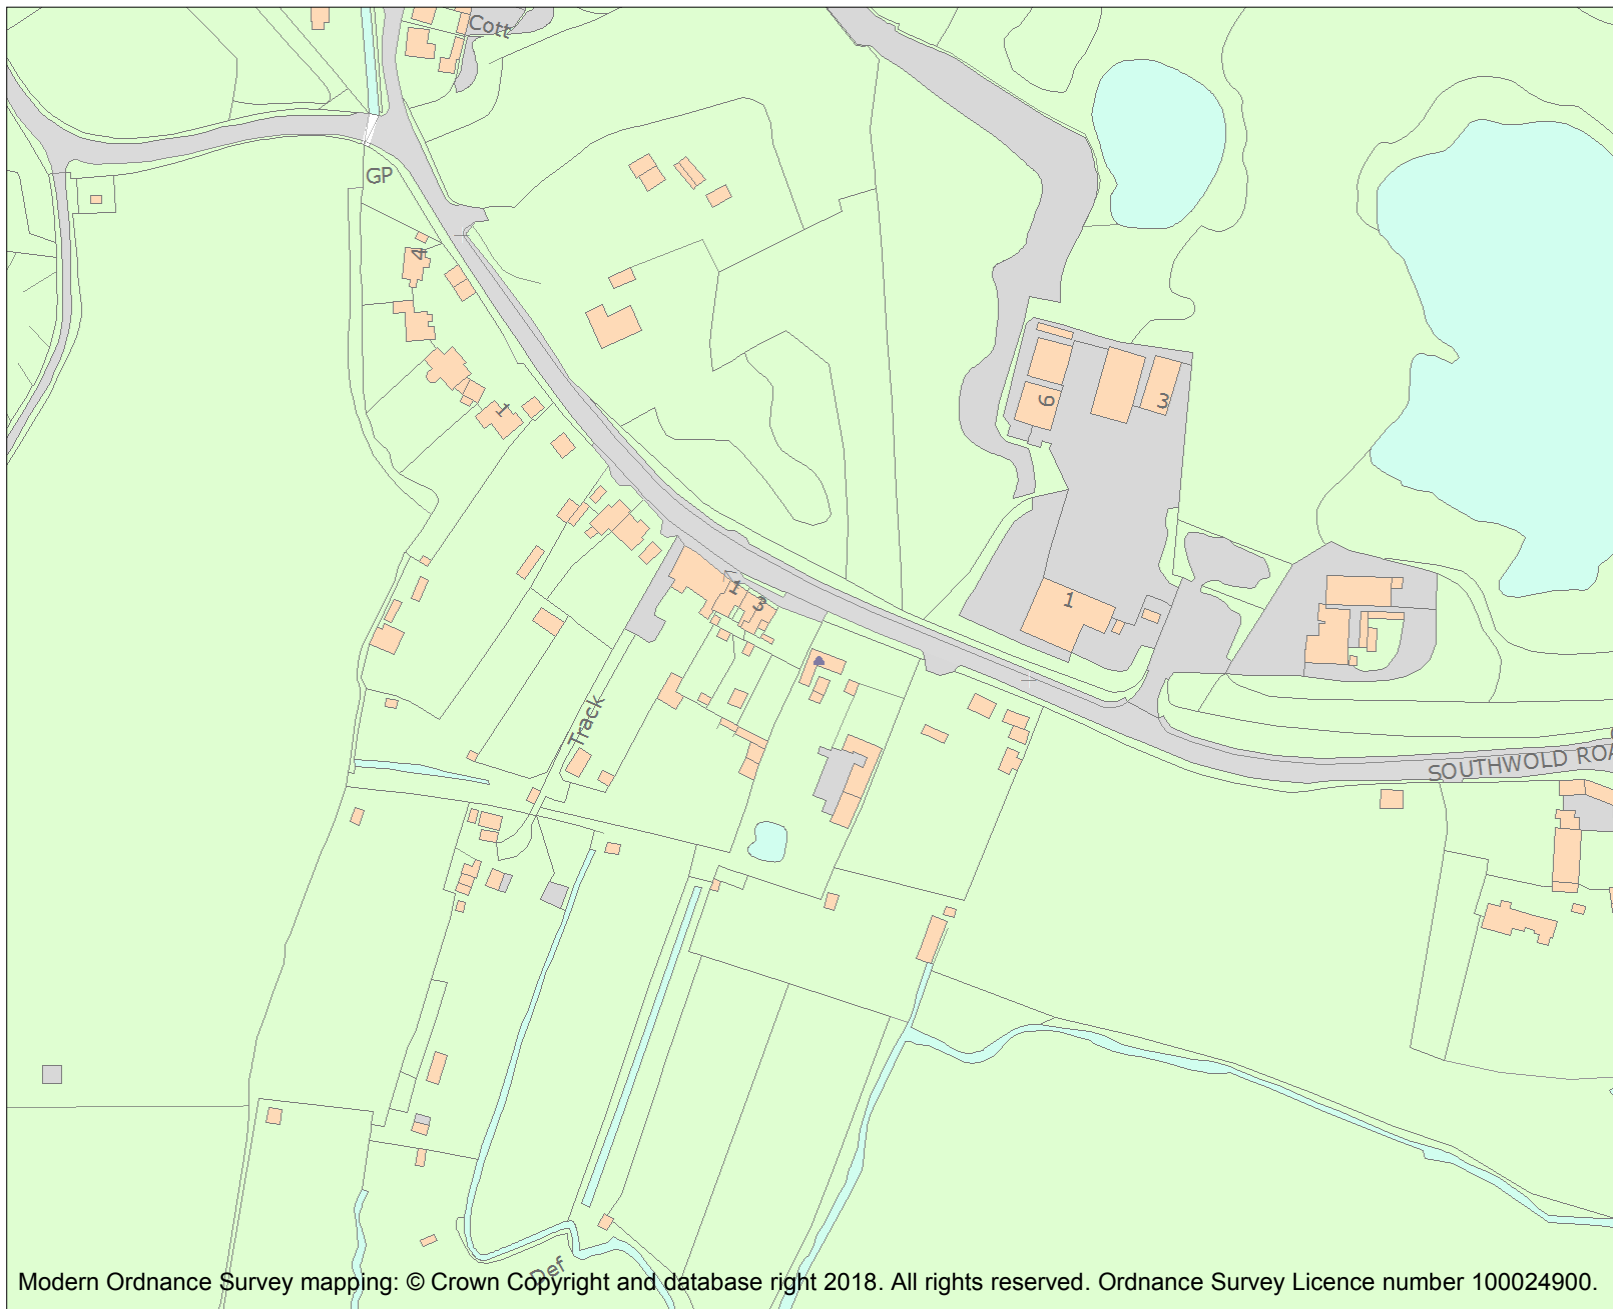 Cott
GP
4
1
6
3
1
1
3
Track
SOUTHWOLD ROA
Def
Modern Ordnance Survey mapping: © Crown Copyright and database right 2018. All rights reserved. Ordnance Survey Licence number 100024900.